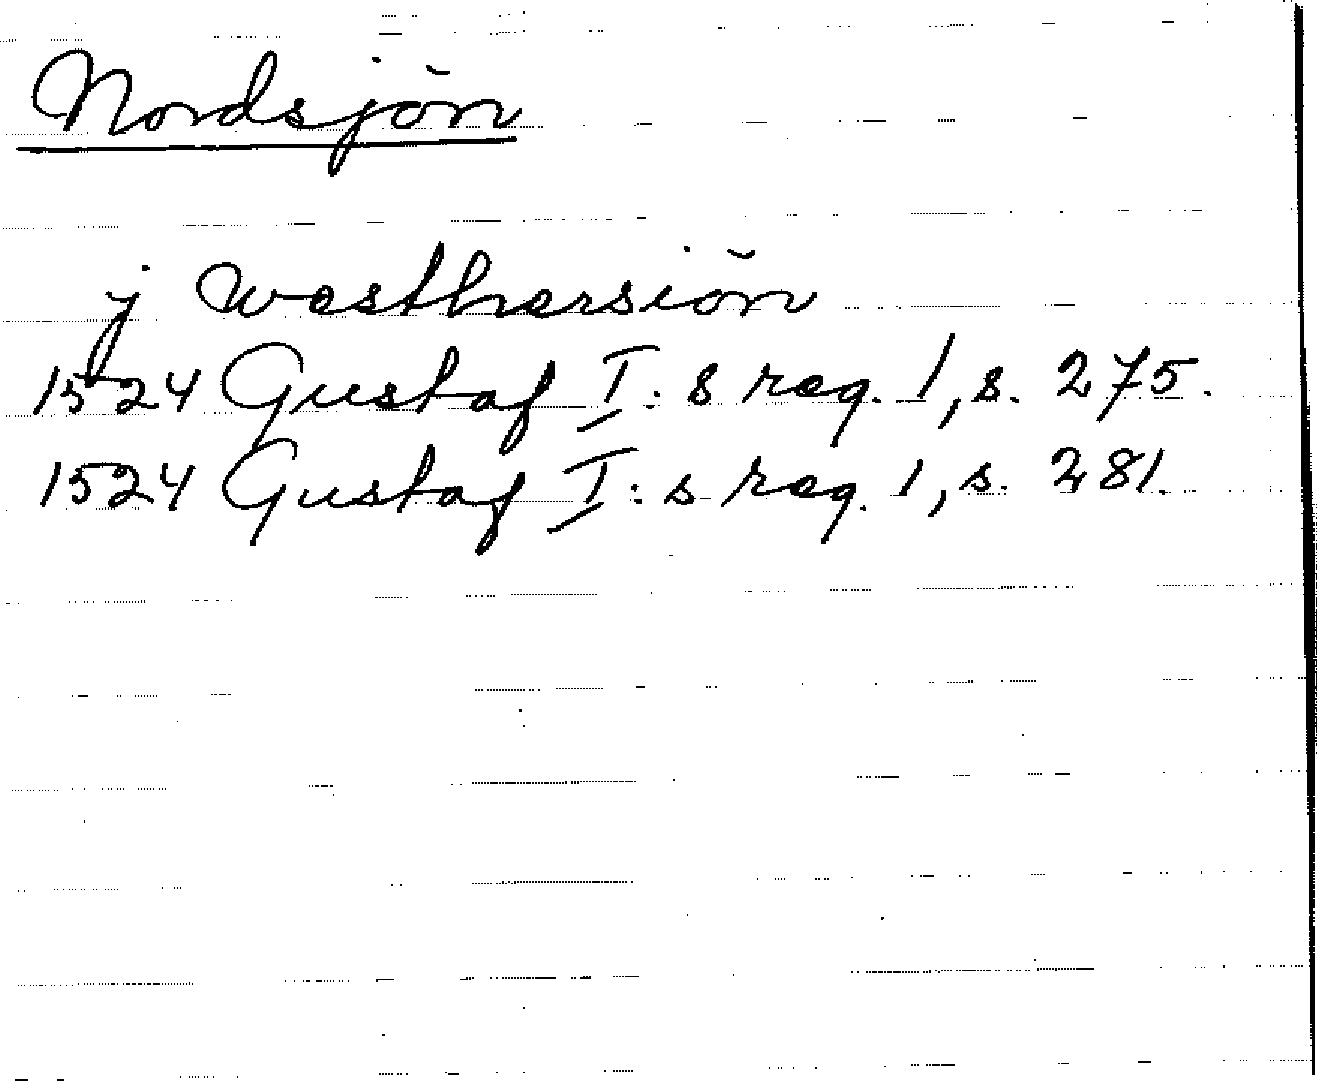 Nordsjön
j Westhersiön
1524 Gustaf I:s reg. 1, s. 275.
1524 Gustaf I:s reg. 1, s. 281.